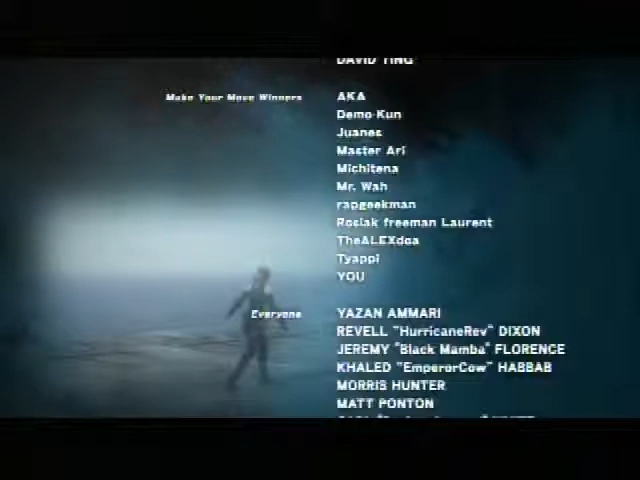 DAVID TING
Make Your Move Winners
AKA
Demo-Kun
Juanes
Master Ari
Michitena
Mr. Wah
rapgeekman
Roslak freeman Laurent
TheALEXdoa
Tyappi
YOU
Everyone
YAZAN AMMARI
REVELL "HurricaneRev" DIXON
JEREMY "Black Mamba" FLORENCE
KHALED "EmperorCow" HABBAB
MORRIS HUNTER
MATT PONTON